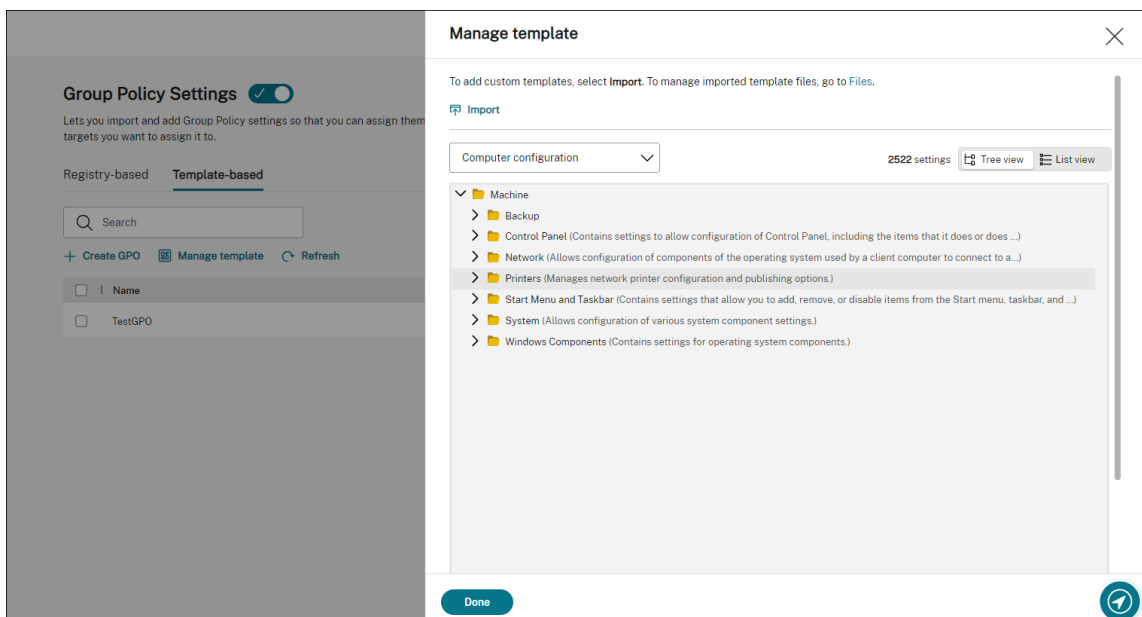 Manage template
To add custom templates, select Import. To manage imported template files, go to Files.
Import
Computer configuration
2522 settings
Tree view
List view
Machine
Backup
Control Panel (Contains settings to allow configuration of Control Panel, including the items that it does or does ...)
Network (Allows configuration of components of the operating system used by a client computer to connect to a...)
Printers (Manages network printer configuration and publishing options.)
Start Menu and Taskbar (Contains settings that allow you to add, remove, or disable items from the Start menu, taskbar, and ...)
System (Allows configuration of various system component settings.)
Windows Components (Contains settings for operating system components.)
Done
Group Policy Settings
Lets you import and add Group Policy settings so that you can assign them
targets you want to assign it to.
Registry-based
Template-based
Search
Create GPO
Manage template
Refresh
Name
TestGPO